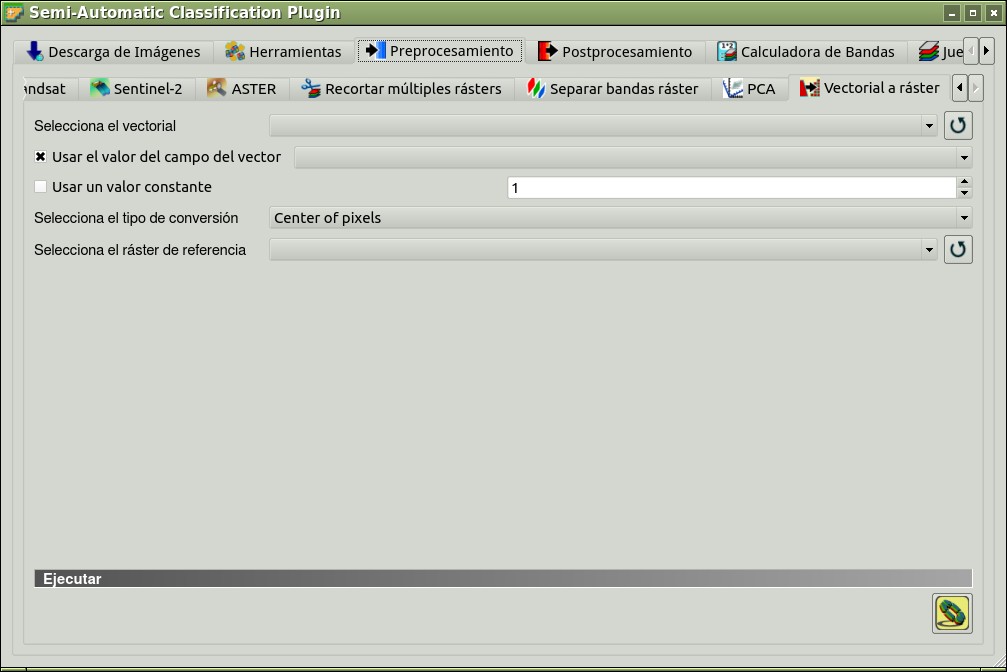 Semi-Automatic Classification Plugin
Descarga de Imágenes Herramientas Preprocesamiento Postprocesamiento Calculadora de Bandas Jue
andsat Sentinel-2 ASTER Recortar múltiples rásters Separar bandas ráster PCA Vectorial a ráster
Selecciona el vectorial
Usar el valor del campo del vector
Usar un valor constante 1
Selecciona el tipo de conversión Center of pixels
Selecciona el ráster de referencia
Ejecutar